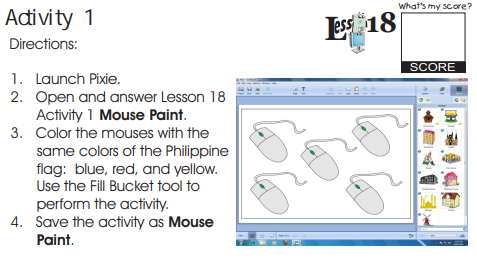 What's my score?
Activity 1
Lesson 18
Directions:
SCORE
1. Launch Pixie.
2. Open and answer Lesson 18
Activity 1 Mouse Paint.
3. Color the mouses with the
same colors of the Philippine
flag: blue, red, and yellow.
Use the Fill Bucket tool to
perform the activity.
4. Save the activity as Mouse
Paint.